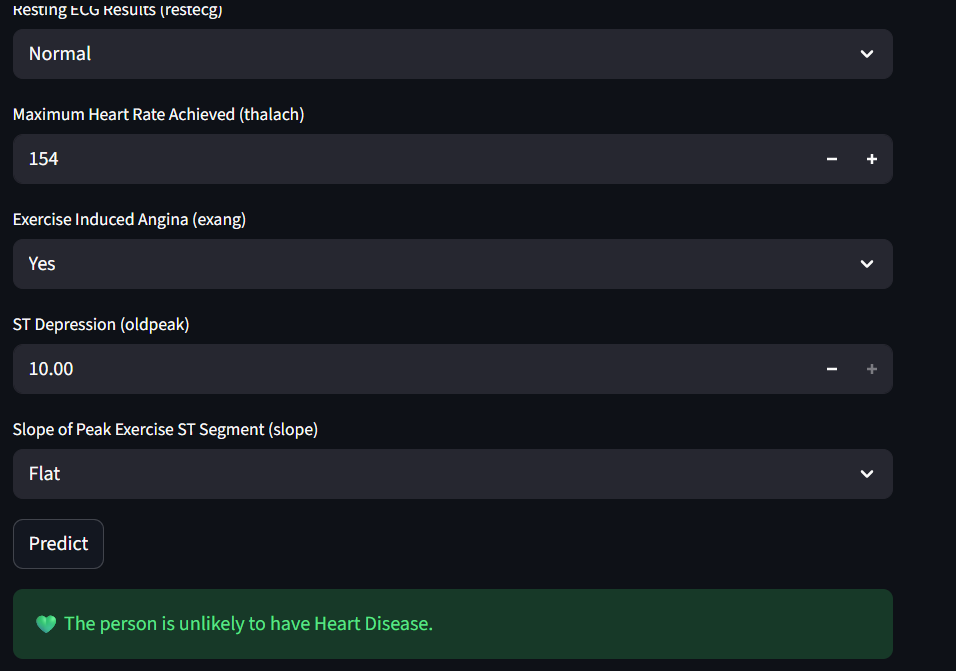 Resting ECG Results (restecg)
Normal
Maximum Heart Rate Achieved (thalach)
154
Exercise Induced Angina (exang)
Yes
ST Depression (oldpeak)
10.00
Slope of Peak Exercise ST Segment (slope)
Flat
Predict
💚 The person is unlikely to have Heart Disease.